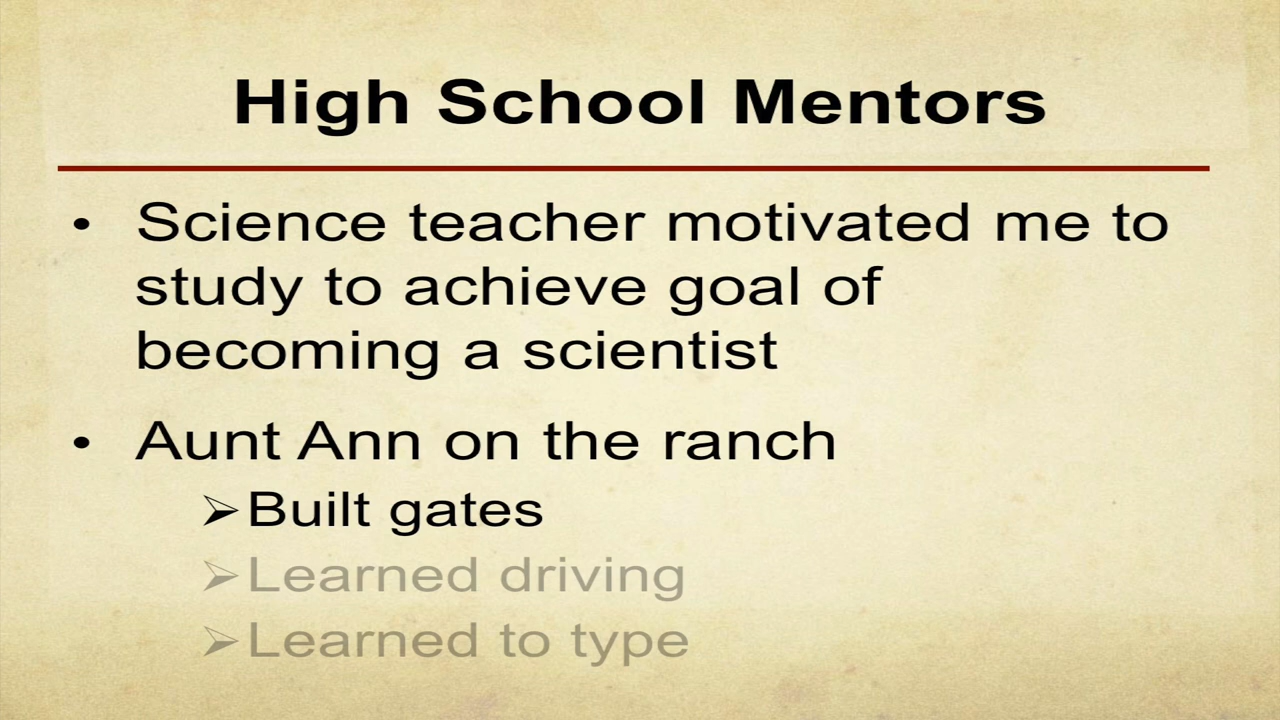 High School Mentors
• Science teacher motivated me to
study to achieve goal of
becoming a scientist
• Aunt Ann on the ranch
➢Built gates
➢Learned driving
➢Learned to type